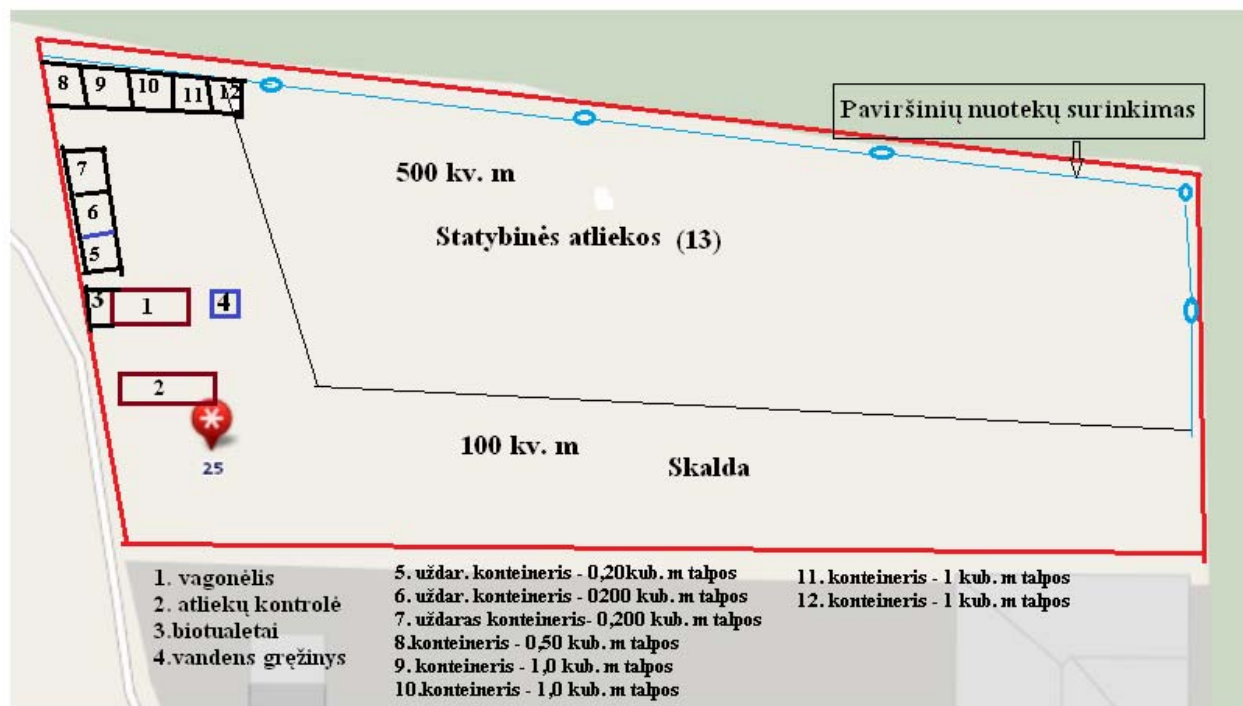 8 9 10 11 12
Paviršinių nuotekų surinkimas
7
500 kv. m
6
Statybinės atliekos (13)
5
3 1 4
2
25
100 kv. m
Skalda
1. vagonėlis
2. atliekų kontrolė
3.biotualetai
4.vandens gręžinys
5. uždar. konteineris - 0,20kub. m talpos
6. uždar. konteineris - 0200 kub. m talpos
7. uždaras konteineris- 0,200 kub. m talpos
8.konteineris - 0,50 kub. m talpos
9. konteineris - 1,0 kub. m talpos
10.konteineris - 1,0 kub. m talpos
11. konteineris - 1 kub. m talpos
12. konteineris - 1 kub. m talpos